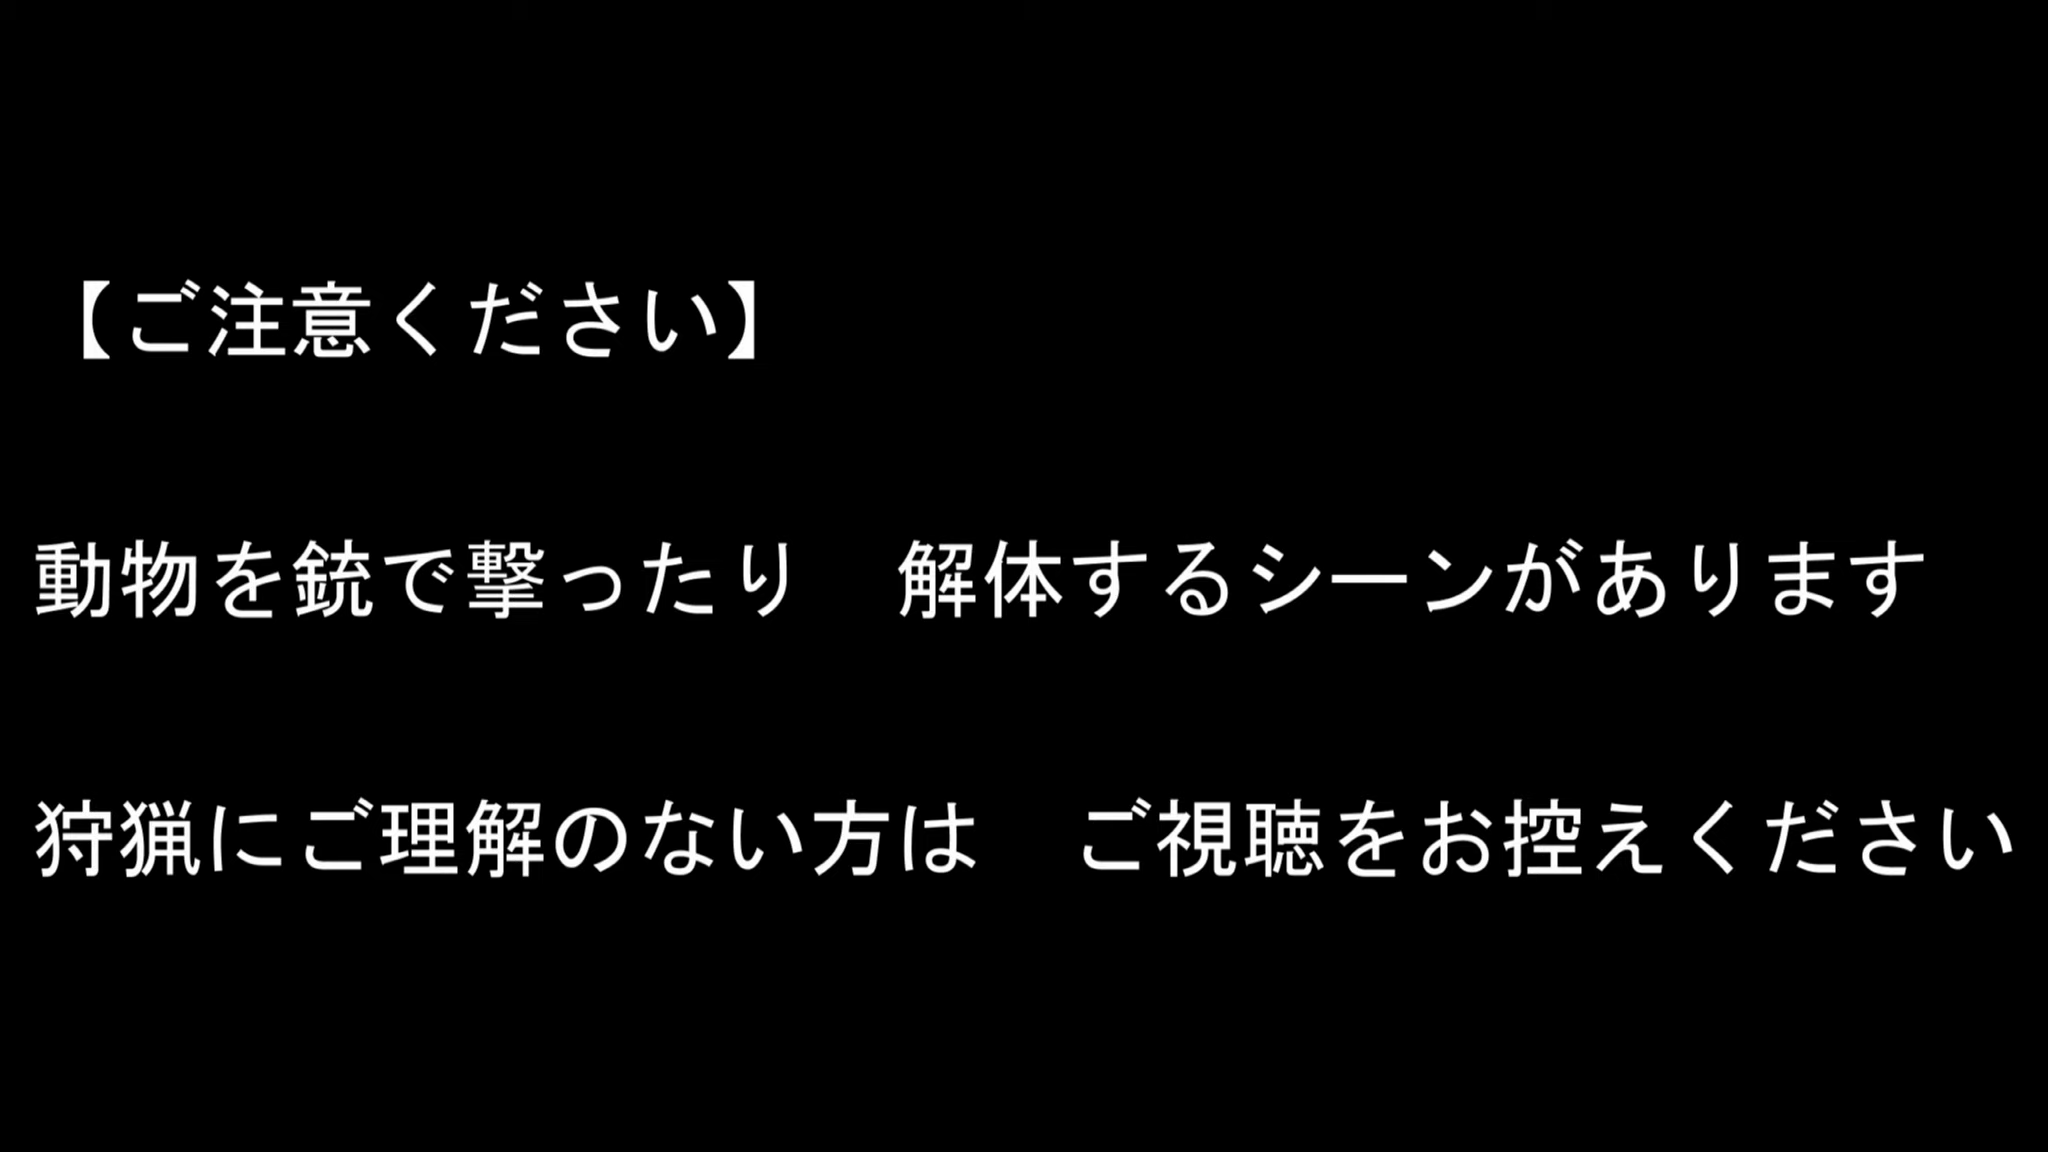 【ご注意ください】
動物を銃で撃ったり　解体するシーンがあります
狩猟にご理解のない方は　ご視聴をお控えください